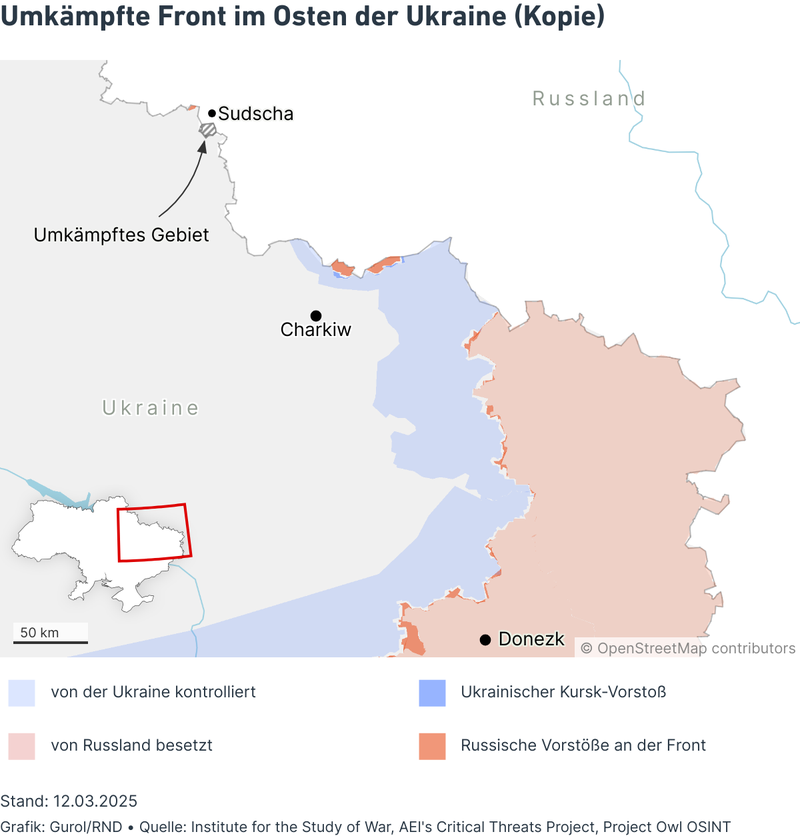 Umkämpfte Front im Osten der Ukraine (Kopie)
Russland
Sudscha
Umkämpftes Gebiet
Charkiw
Ukraine
50 km
Donezk
© OpenStreetMap contributors
von der Ukraine kontrolliert
Ukrainischer Kursk-Vorstoß
von Russland besetzt
Russische Vorstöße an der Front
Stand: 12.03.2025
Grafik: Gurol/RND • Quelle: Institute for the Study of War, AEI's Critical Threats Project, Project Owl OSINT